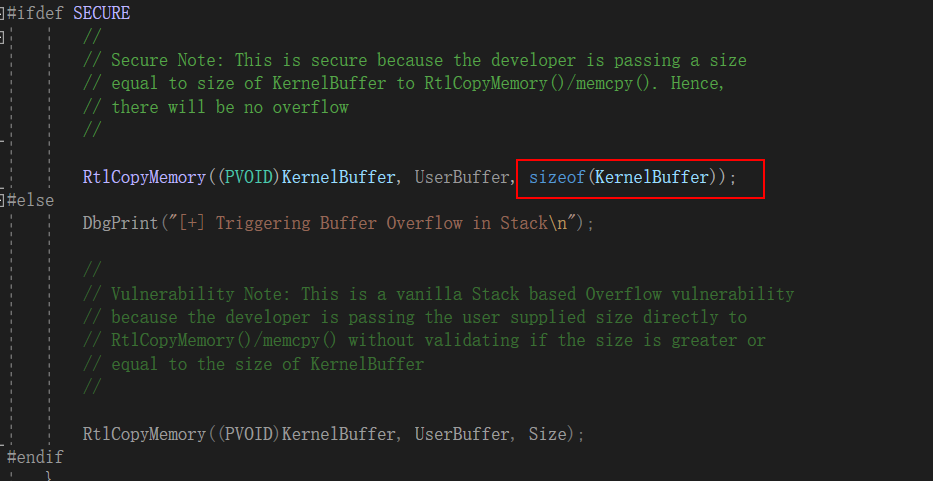 #ifdef SECURE
//
// Secure Note: This is secure because the developer is passing a size
// equal to size of KernelBuffer to RtlCopyMemory()/memcpy(). Hence,
// there will be no overflow
//
RtlCopyMemory((PVOID)KernelBuffer, UserBuffer, sizeof(KernelBuffer));
#else
DbgPrint("[+] Triggering Buffer Overflow in Stack\n");
//
// Vulnerability Note: This is a vanilla Stack based Overflow vulnerability
// because the developer is passing the user supplied size directly to
// RtlCopyMemory()/memcpy() without validating if the size is greater or
// equal to the size of KernelBuffer
//
RtlCopyMemory((PVOID)KernelBuffer, UserBuffer, Size);
#endif
}